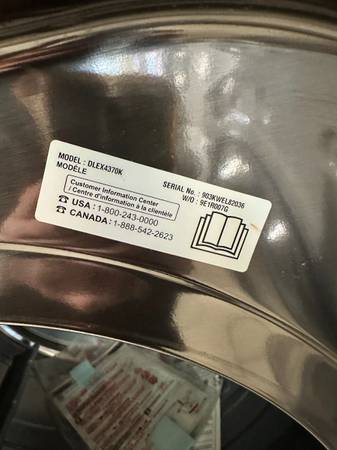 MODEL : DLEX4370K
MODÈLE
SERIAL No. : 903KWEL82036
W/O : 9E1R007G
Customer Information Center
/ Centre d'information à la clientèle
USA : 1-800-243-0000
CANADA : 1-888-542-2623